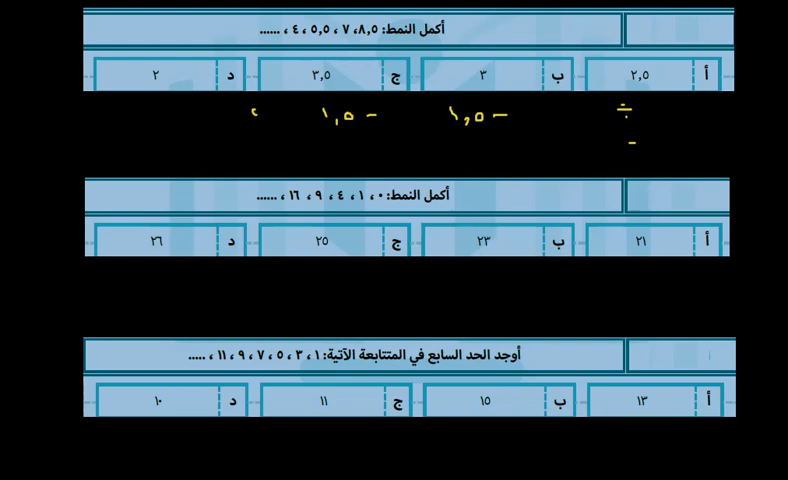 أكمل النمط: ٨,٥، ٧ ، ٥,٥ ، ٤ ، ......
أ ٢,٥ ب ٣ ج ٣,٥ د ٢
÷ − ١,٥ − ١,٥
−
أكمل النمط: ٠ ، ١ ، ٤ ، ٩ ، ١٦ ، ......
أ ٢١ ب ٢٣ ج ٢٥ د ٢٦
أوجد الحد السابع في المتتابعة الآتية: ١ ، ٣ ، ٥ ، ٧ ، ٩ ، ١١ ، .....
أ ١٣ ب ١٥ ج ١١ د ١٠